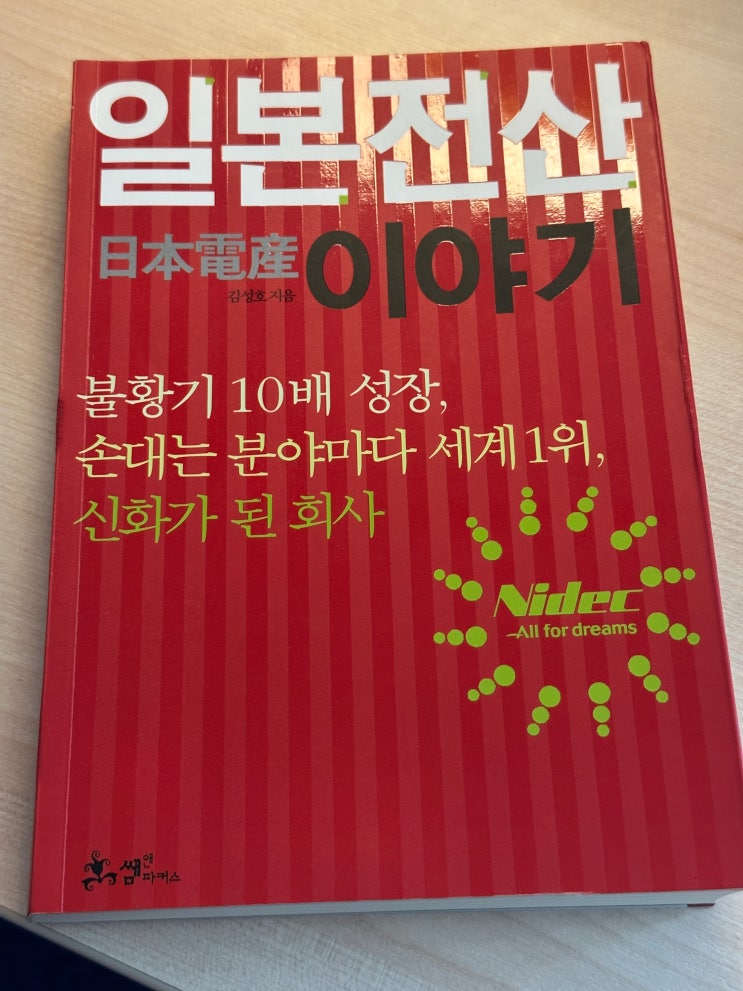 일본전산
日本電産 이야기
김성호 지음
불황기 10배 성장,
손대는 분야마다 세계 1위,
신화가 된 회사
Nidec
-All for dreams
쌤앤파커스